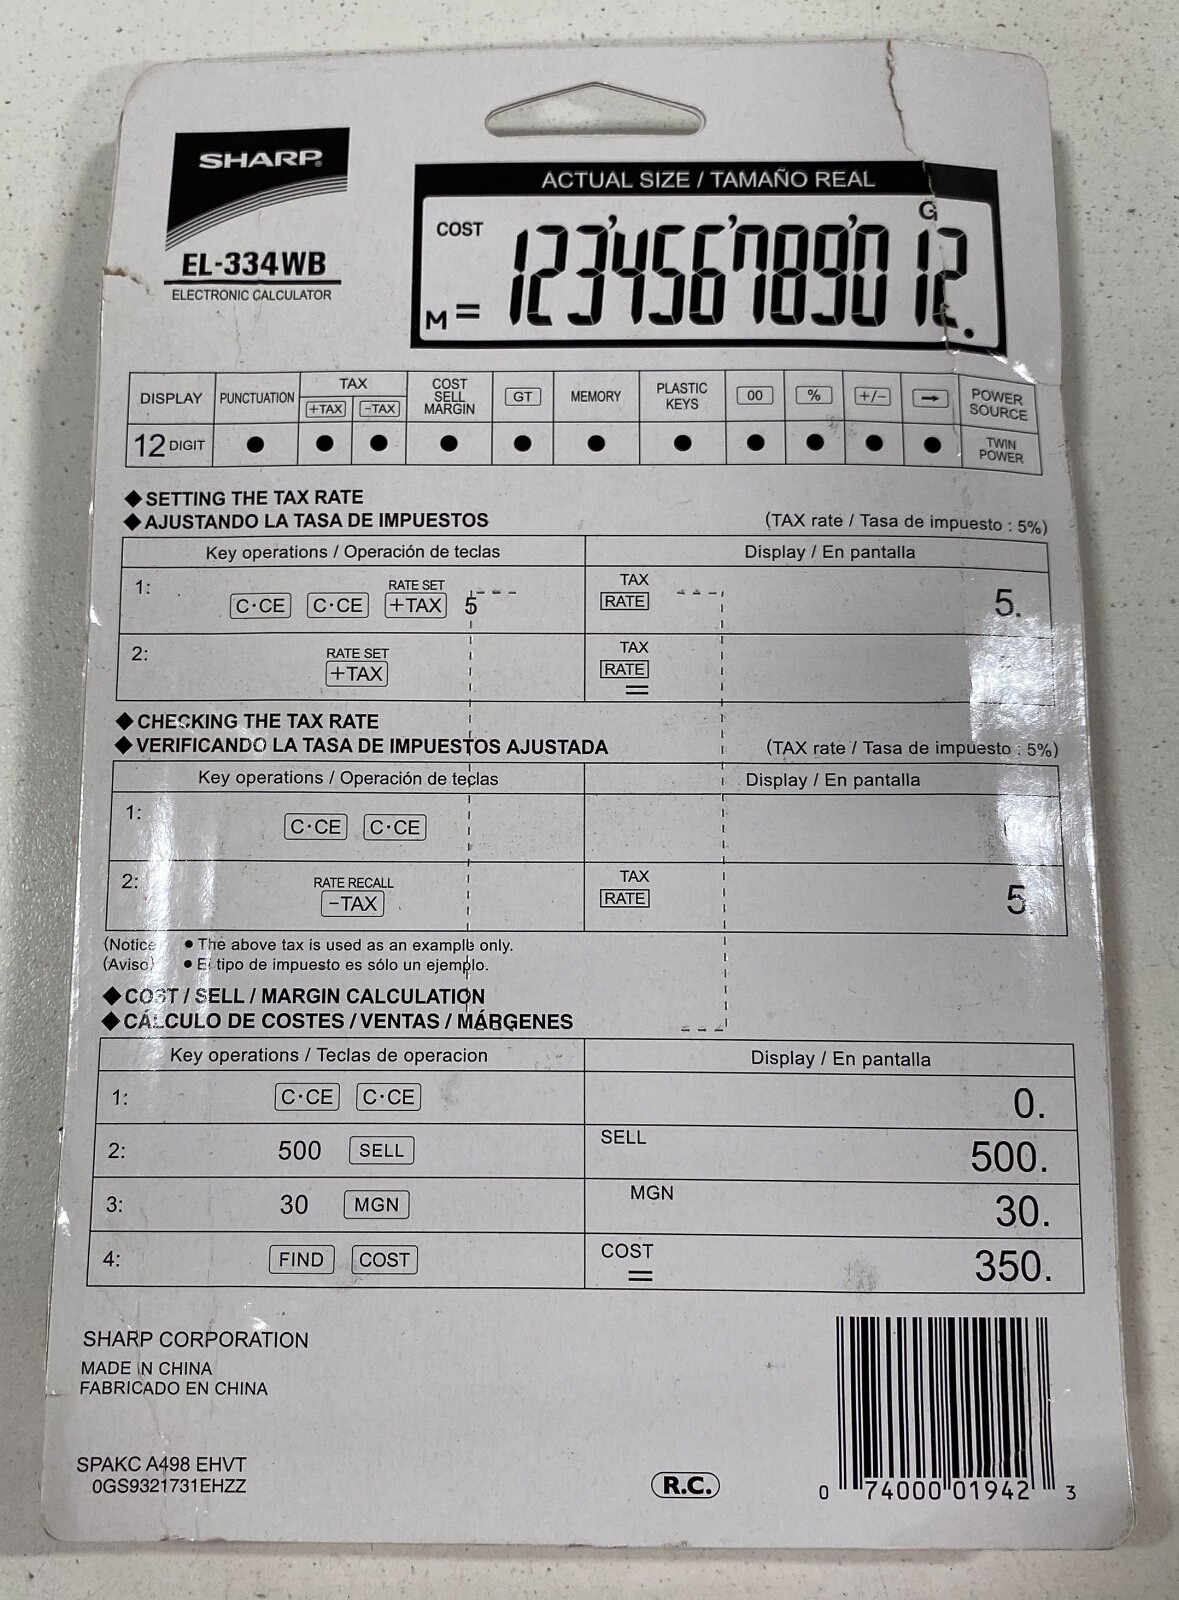 SHARP
EL-334WB
ELECTRONIC CALCULATOR
ACTUAL SIZE / TAMAÑO REAL
COST G
M = 123'456'789'012.
DISPLAY PUNCTUATION TAX COST SELL MARGIN GT MEMORY PLASTIC KEYS 00 % +/− → POWER SOURCE
+TAX −TAX
12 DIGIT ● ● ● ● ● ● ● ● ● ● ● TWIN POWER
◆SETTING THE TAX RATE
◆AJUSTANDO LA TASA DE IMPUESTOS (TAX rate / Tasa de impuesto : 5%)
Key operations / Operación de teclas Display / En pantalla
RATE SET TAX
1: C·CE C·CE +TAX 5 RATE 5.
RATE SET TAX
2: +TAX RATE
=
◆CHECKING THE TAX RATE
◆VERIFICANDO LA TASA DE IMPUESTOS AJUSTADA (TAX rate / Tasa de impuesto : 5%)
Key operations / Operación de teclas Display / En pantalla
1: C·CE C·CE
RATE RECALL TAX
2: −TAX RATE 5.
(Notice) ● The above tax is used as an example only.
(Aviso) ● El tipo de impuesto es sólo un ejemplo.
◆COST / SELL / MARGIN CALCULATION
◆CÁLCULO DE COSTES / VENTAS / MÁRGENES
Key operations / Teclas de operacion Display / En pantalla
1: C·CE C·CE 0.
2: 500 SELL SELL 500.
3: 30 MGN MGN 30.
4: FIND COST COST = 350.
SHARP CORPORATION
MADE IN CHINA
FABRICADO EN CHINA
SPAKC A498 EHVT
0GS9321731EHZZ
R.C.
0 74000 01942 3